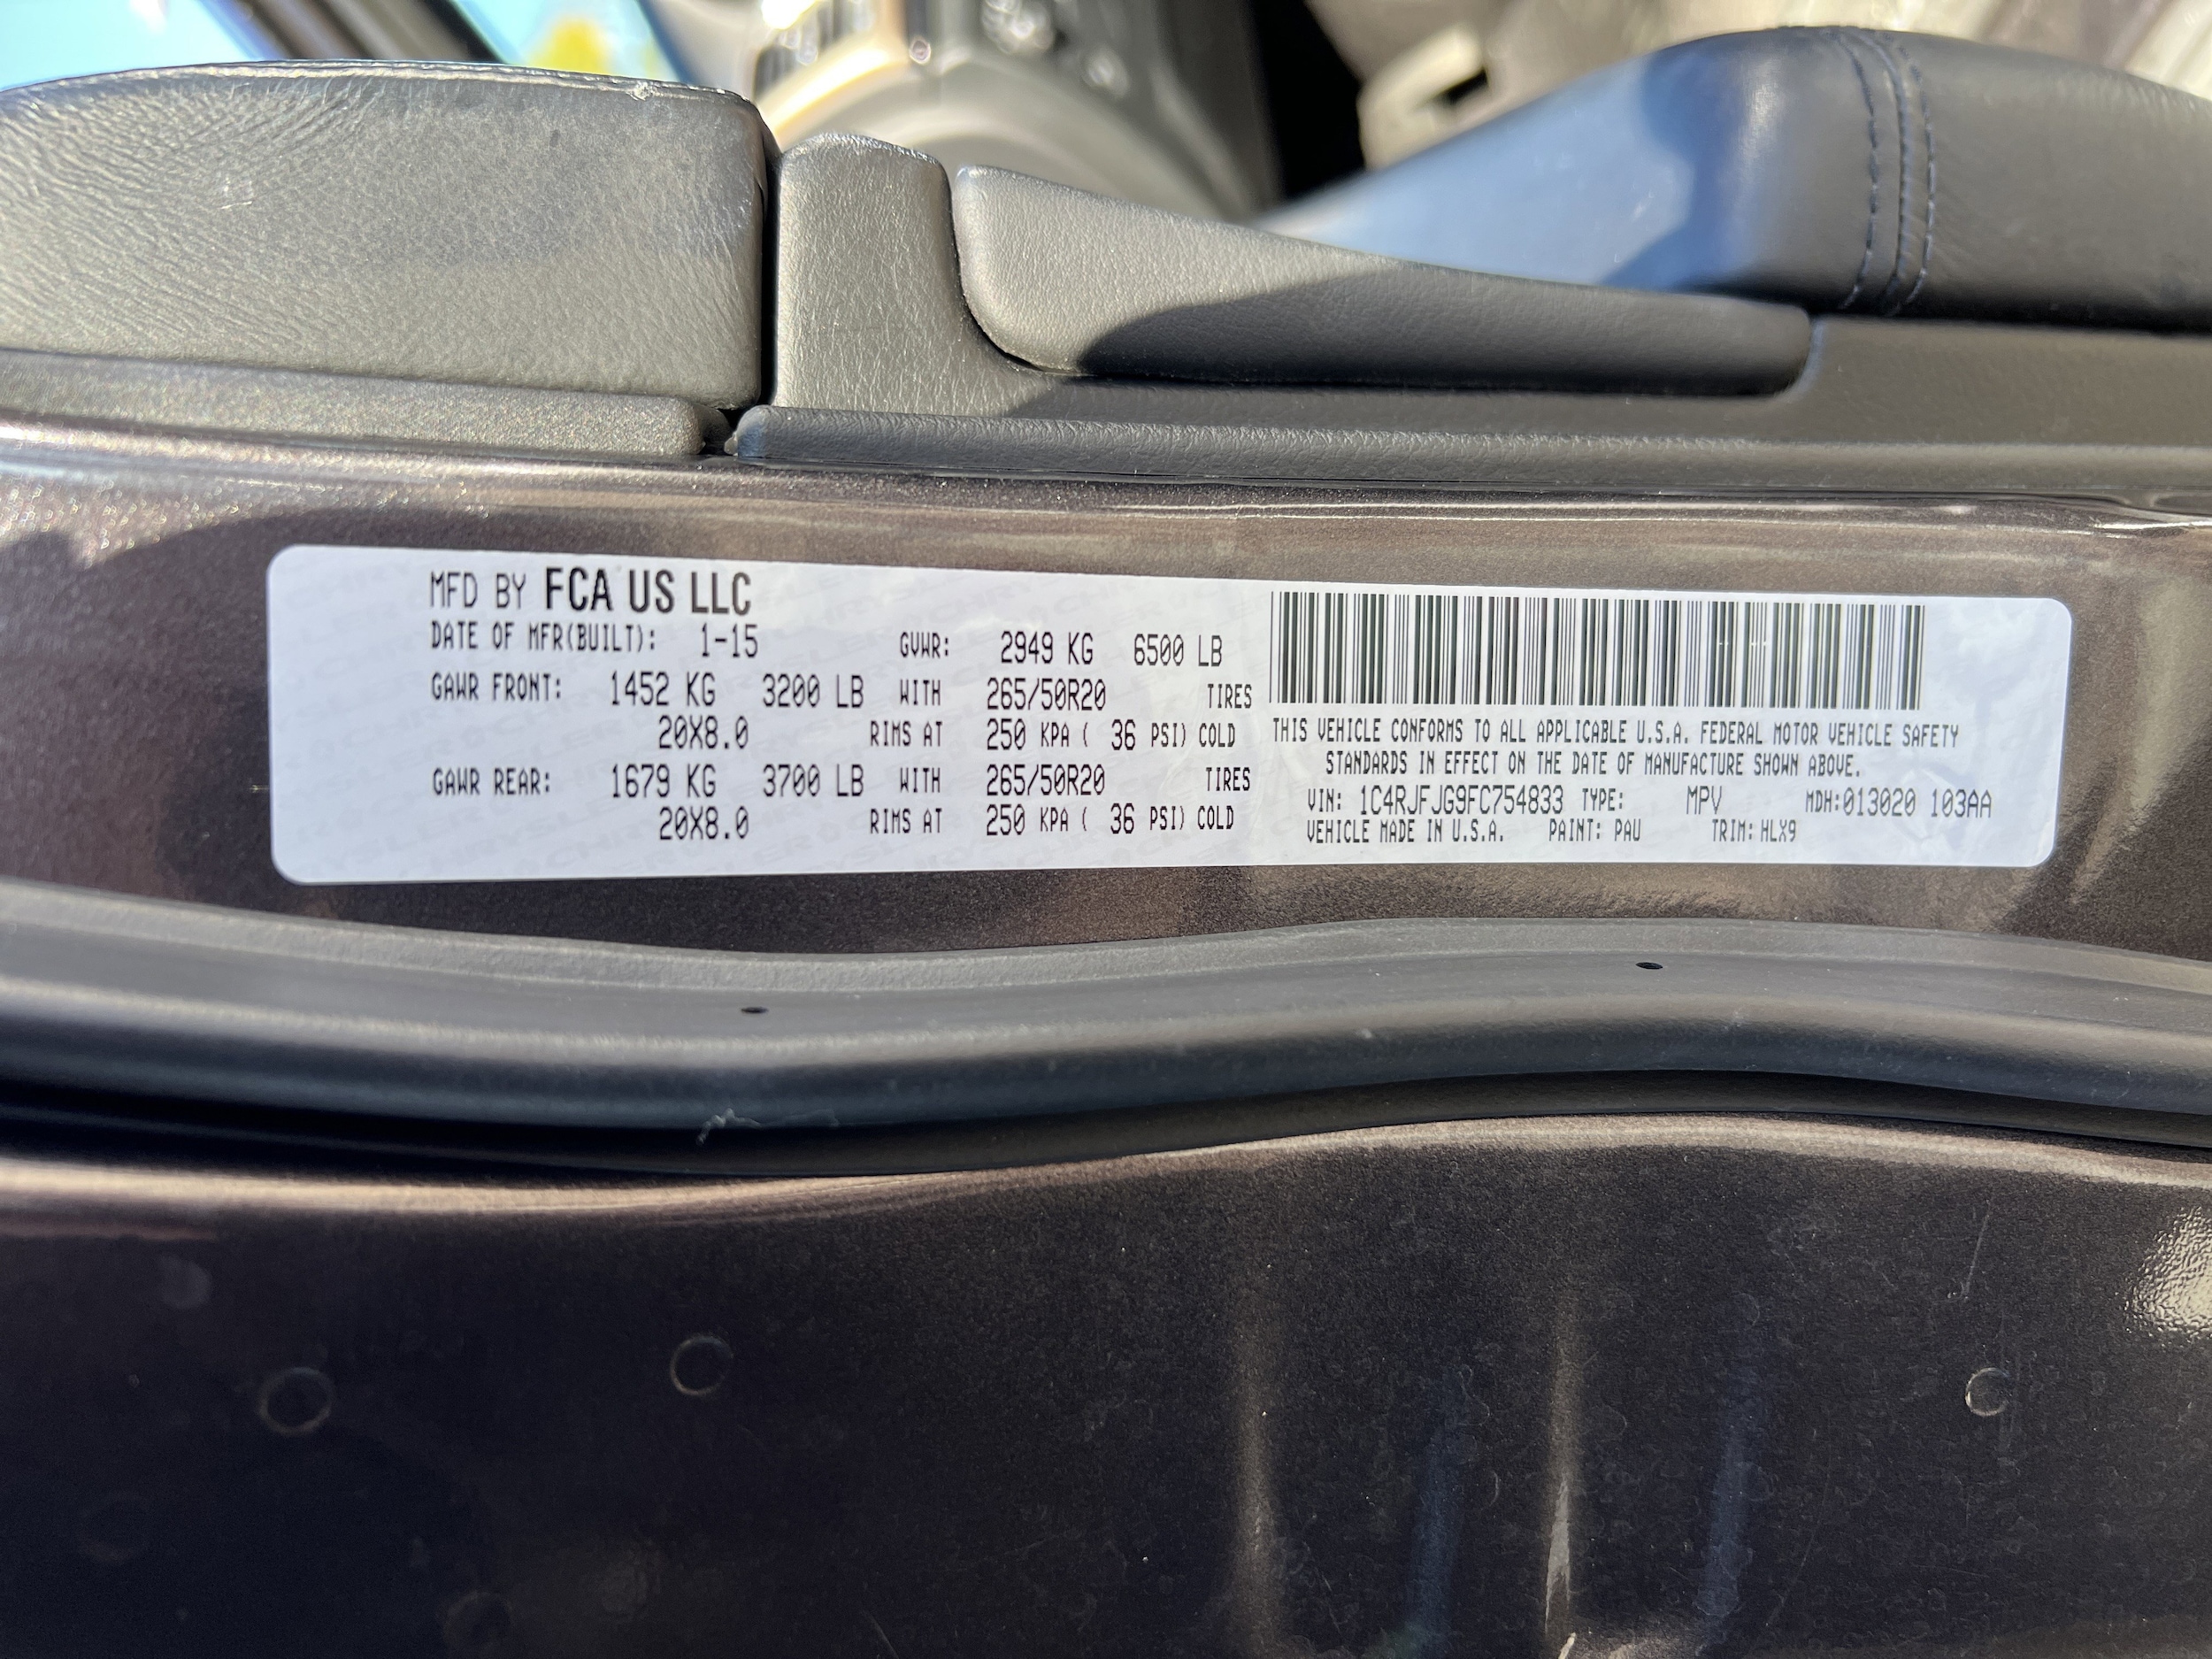 MFD BY FCA US LLC
DATE OF MFR(BUILT): 1-15 GVWR: 2949 KG 6500 LB
GAWR FRONT: 1452 KG 3200 LB WITH 265/50R20 TIRES
20X8.0 RIMS AT 250 KPA ( 36 PSI) COLD
GAWR REAR: 1679 KG 3700 LB WITH 265/50R20 TIRES
20X8.0 RIMS AT 250 KPA ( 36 PSI) COLD
THIS VEHICLE CONFORMS TO ALL APPLICABLE U.S.A. FEDERAL MOTOR VEHICLE SAFETY
STANDARDS IN EFFECT ON THE DATE OF MANUFACTURE SHOWN ABOVE.
VIN: 1C4RJFJG9FC754833 TYPE: MPV MDH:013020 103AA
VEHICLE MADE IN U.S.A. PAINT: PAU TRIM: HLX9